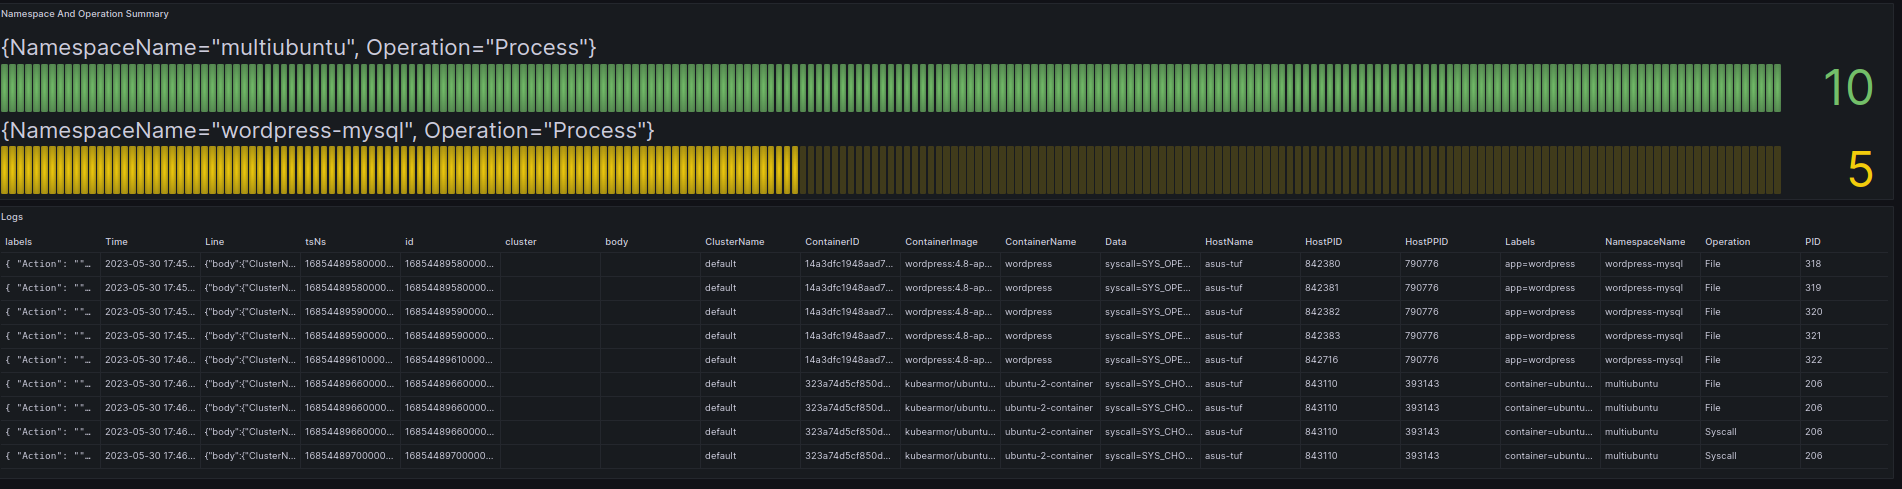 Namespace And Operation Summary
{NamespaceName="multiubuntu", Operation="Process"}
10
{NamespaceName="wordpress-mysql", Operation="Process"}
5
Logs
labels Time Line tsNs id cluster body ClusterName ContainerID ContainerImage ContainerName Data HostName HostPID HostPPID Labels NamespaceName Operation PID
{ "Action": ""… 2023-05-30 17:45... {"body":{"ClusterN... 16854489580000... 16854489580000... default 14a3dfc1948aad7... wordpress:4.8-ap... wordpress syscall=SYS_OPE... asus-tuf 842380 790776 app=wordpress wordpress-mysql File 318
{ "Action": ""… 2023-05-30 17:45... {"body":{"ClusterN... 16854489580000... 16854489580000... default 14a3dfc1948aad7... wordpress:4.8-ap... wordpress syscall=SYS_OPE... asus-tuf 842381 790776 app=wordpress wordpress-mysql File 319
{ "Action": ""… 2023-05-30 17:45... {"body":{"ClusterN... 16854489590000... 16854489590000... default 14a3dfc1948aad7... wordpress:4.8-ap... wordpress syscall=SYS_OPE... asus-tuf 842382 790776 app=wordpress wordpress-mysql File 320
{ "Action": ""… 2023-05-30 17:45... {"body":{"ClusterN... 16854489590000... 16854489590000... default 14a3dfc1948aad7... wordpress:4.8-ap... wordpress syscall=SYS_OPE... asus-tuf 842383 790776 app=wordpress wordpress-mysql File 321
{ "Action": ""… 2023-05-30 17:46... {"body":{"ClusterN... 16854489610000... 16854489610000... default 14a3dfc1948aad7... wordpress:4.8-ap... wordpress syscall=SYS_OPE... asus-tuf 842716 790776 app=wordpress wordpress-mysql File 322
{ "Action": ""… 2023-05-30 17:46... {"body":{"ClusterN... 16854489660000... 16854489660000... default 323a74d5cf850d... kubearmor/ubuntu... ubuntu-2-container syscall=SYS_CHO... asus-tuf 843110 393143 container=ubuntu... multiubuntu File 206
{ "Action": ""… 2023-05-30 17:46... {"body":{"ClusterN... 16854489660000... 16854489660000... default 323a74d5cf850d... kubearmor/ubuntu... ubuntu-2-container syscall=SYS_CHO... asus-tuf 843110 393143 container=ubuntu... multiubuntu File 206
{ "Action": ""… 2023-05-30 17:46... {"body":{"ClusterN... 16854489660000... 16854489660000... default 323a74d5cf850d... kubearmor/ubuntu... ubuntu-2-container syscall=SYS_CHO... asus-tuf 843110 393143 container=ubuntu... multiubuntu Syscall 206
{ "Action": ""… 2023-05-30 17:46... {"body":{"ClusterN... 16854489700000... 16854489700000... default 323a74d5cf850d... kubearmor/ubuntu... ubuntu-2-container syscall=SYS_CHO... asus-tuf 843110 393143 container=ubuntu... multiubuntu Syscall 206